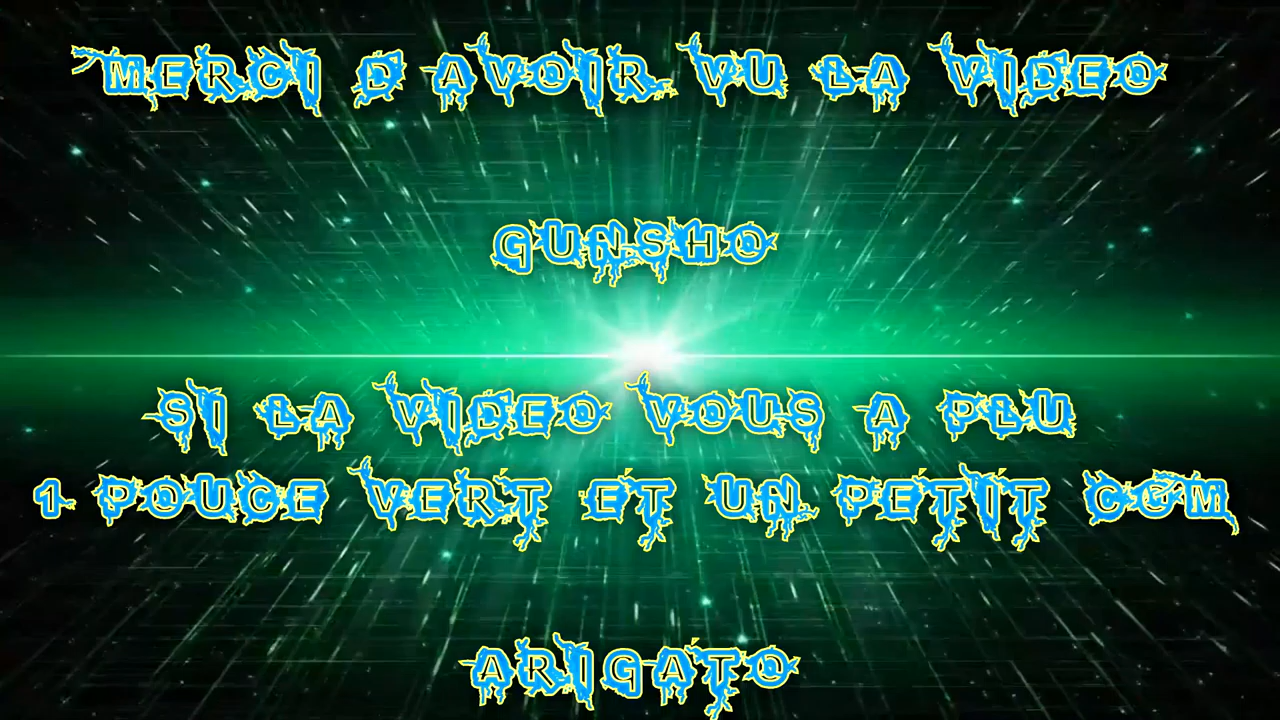 MERCI D AVOIR VU LA VIDEO
GUNSHO
SI LA VIDEO VOUS A PLU
1 POUCE VERT ET UN PETIT COM
ARIGATO